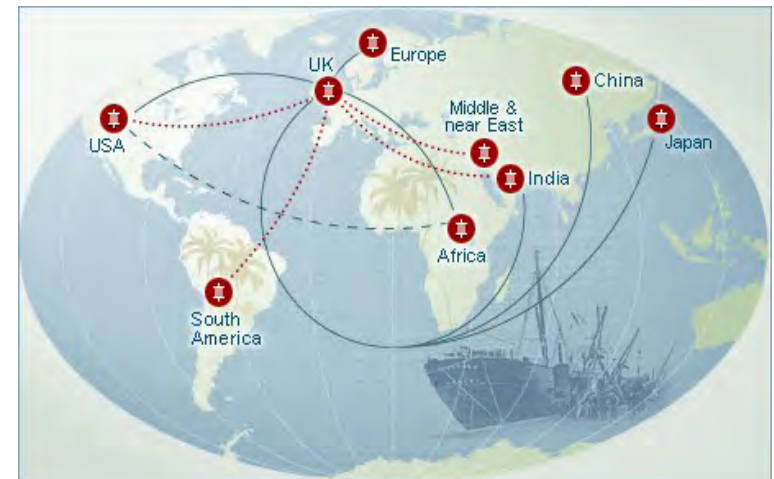 Europe
UK
China
Middle &
near East
USA
Japan
India
Africa
South
America